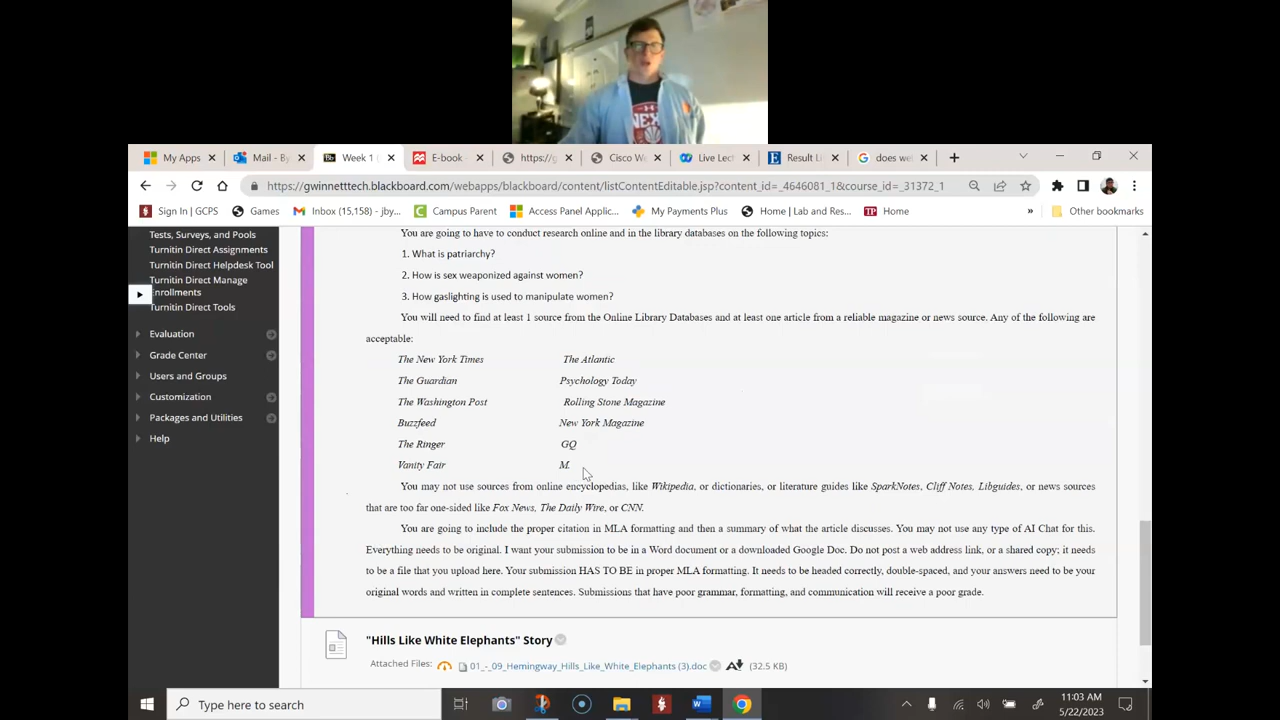 NEX
My Apps
Mail - By
Week 1
E-book
https://g
Cisco W
Live Lect
Result Li
does we
https://gwinnetttech.blackboard.com/webapps/blackboard/content/listContentEditable.jsp?content_id=_4646081_1&course_id=_31372_1
Sign In | GCPS
Games
Inbox (15,158) - jby...
Campus Parent
Access Panel Applic...
My Payments Plus
Home | Lab and Res...
Home
»
Other bookmarks
Tests, Surveys, and Pools
Turnitin Direct Assignments
Turnitin Direct Helpdesk Tool
Turnitin Direct Manage
Enrollments
Turnitin Direct Tools
Evaluation
Grade Center
Users and Groups
Customization
Packages and Utilities
Help
You are going to have to conduct research online and in the library databases on the following topics:
1. What is patriarchy?
2. How is sex weaponized against women?
3. How gaslighting is used to manipulate women?
You will need to find at least 1 source from the Online Library Databases and at least one article from a reliable magazine or news source. Any of the following are
acceptable:
The New York Times The Atlantic
The Guardian Psychology Today
The Washington Post Rolling Stone Magazine
Buzzfeed New York Magazine
The Ringer GQ
Vanity Fair M.
You may not use sources from online encyclopedias, like Wikipedia, or dictionaries, or literature guides like SparkNotes, Cliff Notes, Libguides, or news sources
that are too far one-sided like Fox News, The Daily Wire, or CNN.
You are going to include the proper citation in MLA formatting and then a summary of what the article discusses. You may not use any type of AI Chat for this.
Everything needs to be original. I want your submission to be in a Word document or a downloaded Google Doc. Do not post a web address link, or a shared copy; it needs
to be a file that you upload here. Your submission HAS TO BE in proper MLA formatting. It needs to be headed correctly, double-spaced, and your answers need to be your
original words and written in complete sentences. Submissions that have poor grammar, formatting, and communication will receive a poor grade.
"Hills Like White Elephants" Story
Attached Files: 01_-_09_Hemingway_Hills_Like_White_Elephants (3).doc (32.5 KB)
Type here to search
11:03 AM
5/22/2023